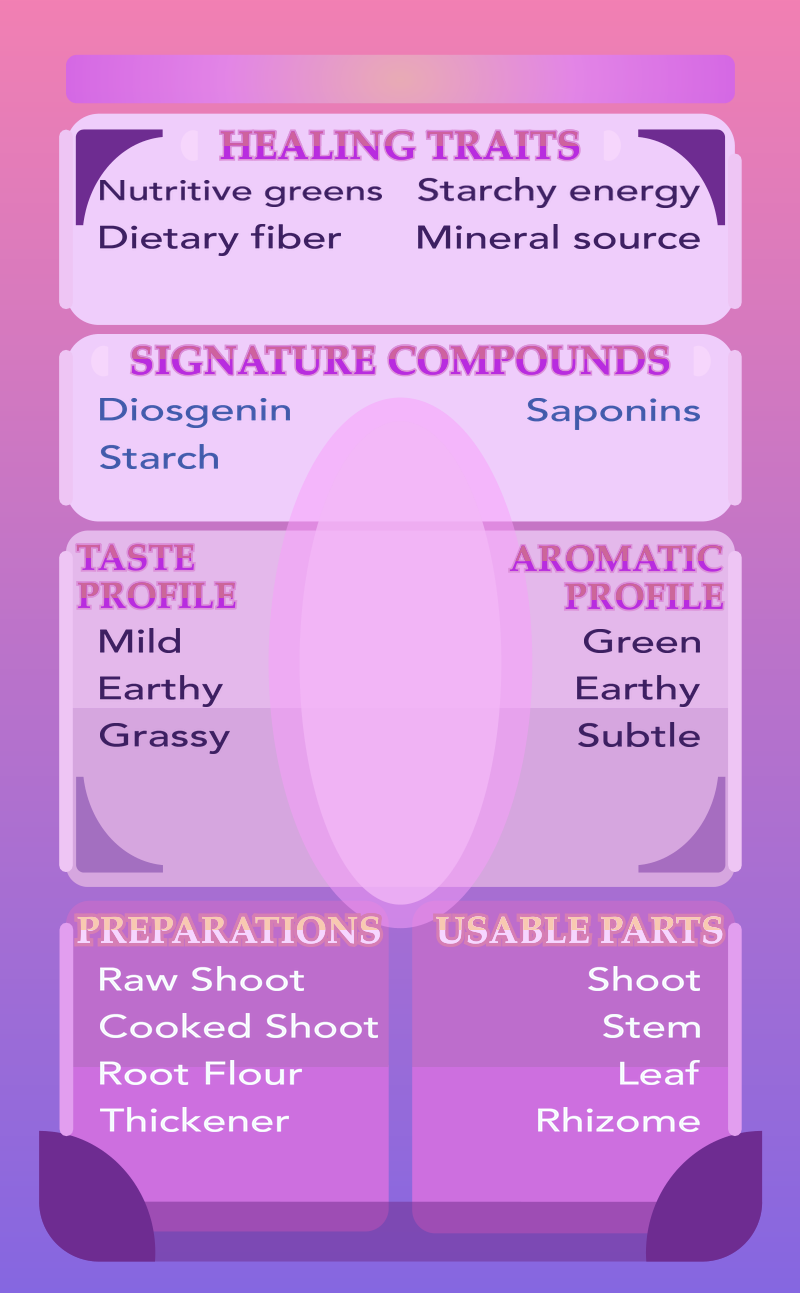 HEALING TRAITS
Nutritive greens Starchy energy
Dietary fiber Mineral source
SIGNATURE COMPOUNDS
Diosgenin Saponins
Starch
TASTE
PROFILE
Mild
Earthy
Grassy
AROMATIC
PROFILE
Green
Earthy
Subtle
PREPARATIONS
Raw Shoot
Cooked Shoot
Root Flour
Thickener
USABLE PARTS
Shoot
Stem
Leaf
Rhizome